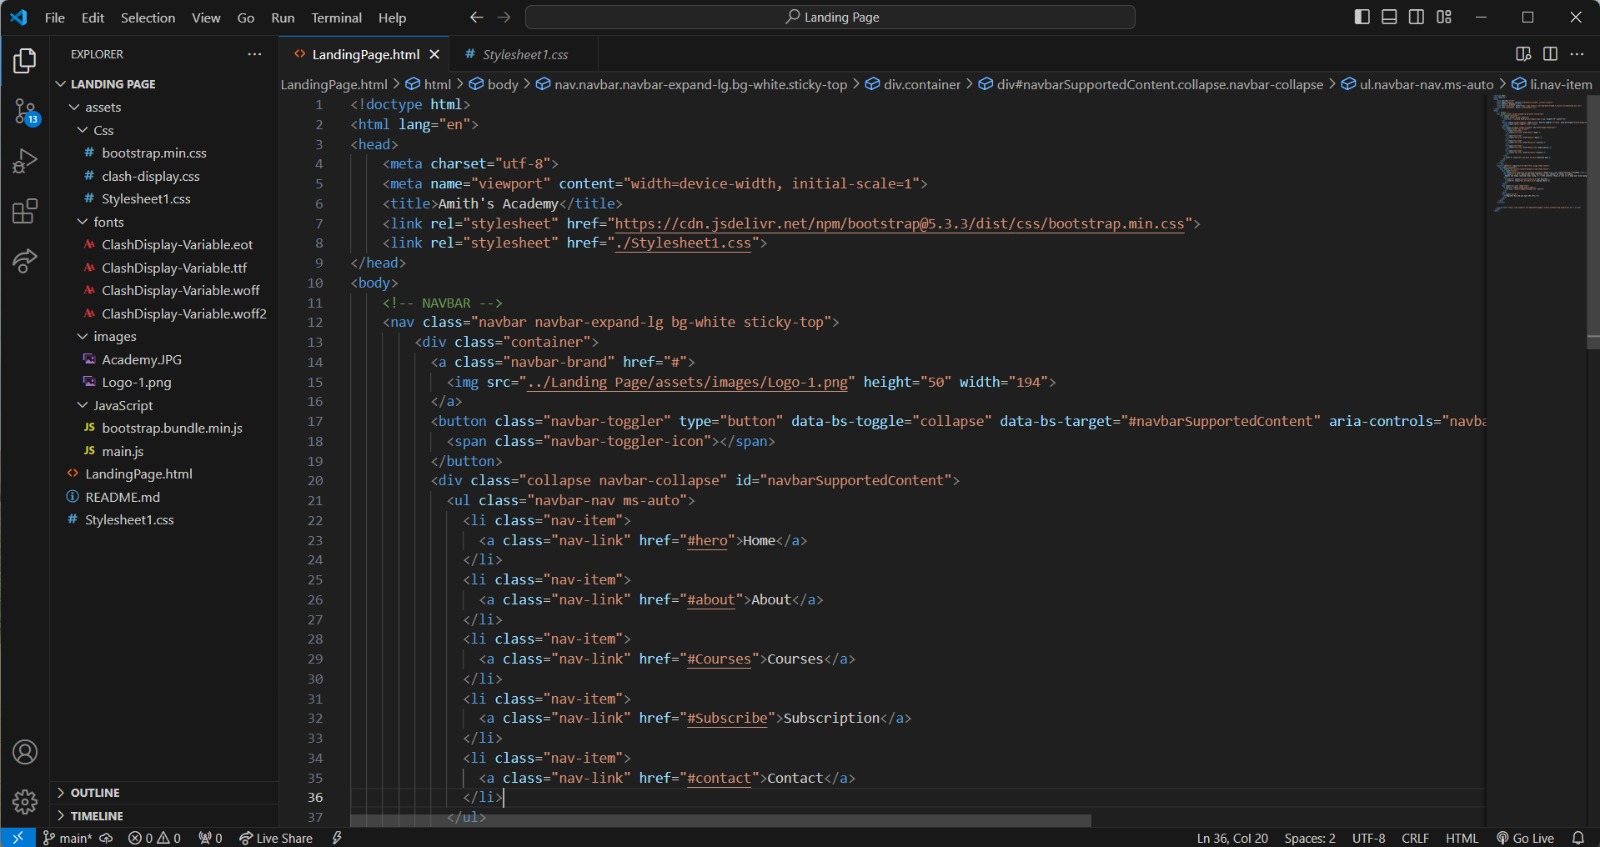 File Edit Selection View Go Run Terminal Help
Landing Page
EXPLORER
LandingPage.html
# Stylesheet1.css
LANDING PAGE
assets
Css
# bootstrap.min.css
# clash-display.css
# Stylesheet1.css
fonts
ClashDisplay-Variable.eot
ClashDisplay-Variable.ttf
ClashDisplay-Variable.woff
ClashDisplay-Variable.woff2
images
Academy.JPG
Logo-1.png
JavaScript
JS bootstrap.bundle.min.js
JS main.js
LandingPage.html
README.md
# Stylesheet1.css
OUTLINE
TIMELINE
13
LandingPage.html > html > body > nav.navbar.navbar-expand-lg.bg-white.sticky-top > div.container > div#navbarSupportedContent.collapse.navbar-collapse > ul.navbar-nav.ms-auto > li.nav-item
1 <!doctype html>
2 <html lang="en">
3 <head>
4 <meta charset="utf-8">
5 <meta name="viewport" content="width=device-width, initial-scale=1">
6 <title>Amith's Academy</title>
7 <link rel="stylesheet" href="https://cdn.jsdelivr.net/npm/bootstrap@5.3.3/dist/css/bootstrap.min.css">
8 <link rel="stylesheet" href="./Stylesheet1.css">
9 </head>
10 <body>
11 <!-- NAVBAR -->
12 <nav class="navbar navbar-expand-lg bg-white sticky-top">
13 <div class="container">
14 <a class="navbar-brand" href="#">
15 <img src="../Landing Page/assets/images/Logo-1.png" height="50" width="194">
16 </a>
17 <button class="navbar-toggler" type="button" data-bs-toggle="collapse" data-bs-target="#navbarSupportedContent" aria-controls="navba
18 <span class="navbar-toggler-icon"></span>
19 </button>
20 <div class="collapse navbar-collapse" id="navbarSupportedContent">
21 <ul class="navbar-nav ms-auto">
22 <li class="nav-item">
23 <a class="nav-link" href="#hero">Home</a>
24 </li>
25 <li class="nav-item">
26 <a class="nav-link" href="#about">About</a>
27 </li>
28 <li class="nav-item">
29 <a class="nav-link" href="#Courses">Courses</a>
30 </li>
31 <li class="nav-item">
32 <a class="nav-link" href="#Subscribe">Subscription</a>
33 </li>
34 <li class="nav-item">
35 <a class="nav-link" href="#contact">Contact</a>
36 </li>
37 </ul>
main* 0 0 0 Live Share Ln 36, Col 20 Spaces: 2 UTF-8 CRLF HTML Go Live